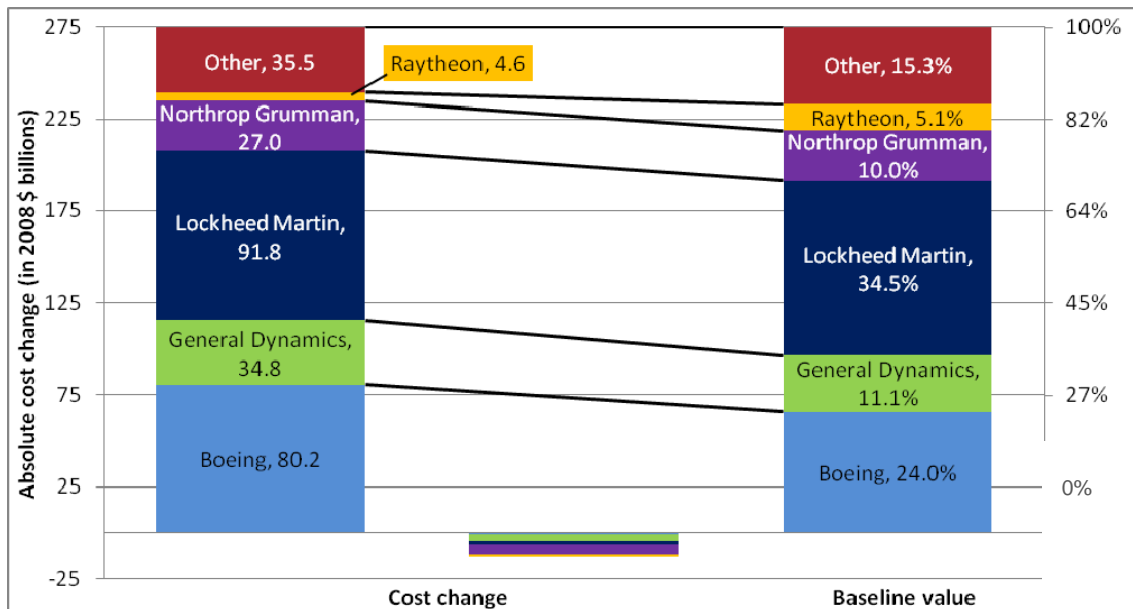 Absolute cost change (in 2008 $ billions)
275
225
175
125
75
25
-25
Other, 35.5
Raytheon, 4.6
Northrop Grumman,
27.0
Lockheed Martin,
91.8
General Dynamics,
34.8
Boeing, 80.2
Other, 15.3%
Raytheon, 5.1%
Northrop Grumman,
10.0%
Lockheed Martin,
34.5%
General Dynamics,
11.1%
Boeing, 24.0%
100%
82%
64%
45%
27%
0%
Cost change
Baseline value